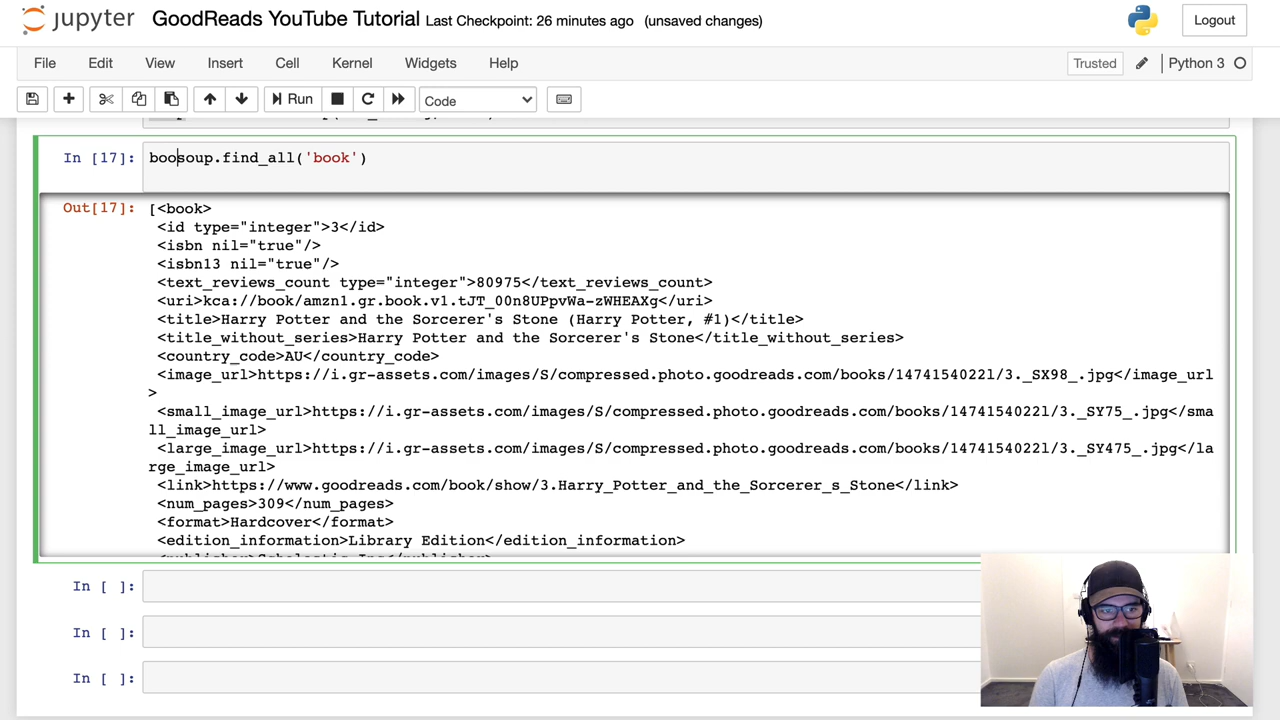 jupyter GoodReads YouTube Tutorial Last Checkpoint: 26 minutes ago (unsaved changes) Logout
File Edit View Insert Cell Kernel Widgets Help Trusted Python 3
Run Code
In [17]: boosoup.find_all('book')
Out[17]: [<book>
<id type="integer">3</id>
<isbn nil="true"/>
<isbn13 nil="true"/>
<text_reviews_count type="integer">80975</text_reviews_count>
<uri>kca://book/amzn1.gr.book.v1.tJT_00n8UPpvWa-zWHEAXg</uri>
<title>Harry Potter and the Sorcerer's Stone (Harry Potter, #1)</title>
<title_without_series>Harry Potter and the Sorcerer's Stone</title_without_series>
<country_code>AU</country_code>
<image_url>https://i.gr-assets.com/images/S/compressed.photo.goodreads.com/books/1474154022l/3._SX98_.jpg</image_url
>
<small_image_url>https://i.gr-assets.com/images/S/compressed.photo.goodreads.com/books/1474154022l/3._SY75_.jpg</sma
ll_image_url>
<large_image_url>https://i.gr-assets.com/images/S/compressed.photo.goodreads.com/books/1474154022l/3._SY475_.jpg</la
rge_image_url>
<link>https://www.goodreads.com/book/show/3.Harry_Potter_and_the_Sorcerer_s_Stone</link>
<num_pages>309</num_pages>
<format>Hardcover</format>
<edition_information>Library Edition</edition_information>
In [ ]:
In [ ]:
In [ ]: